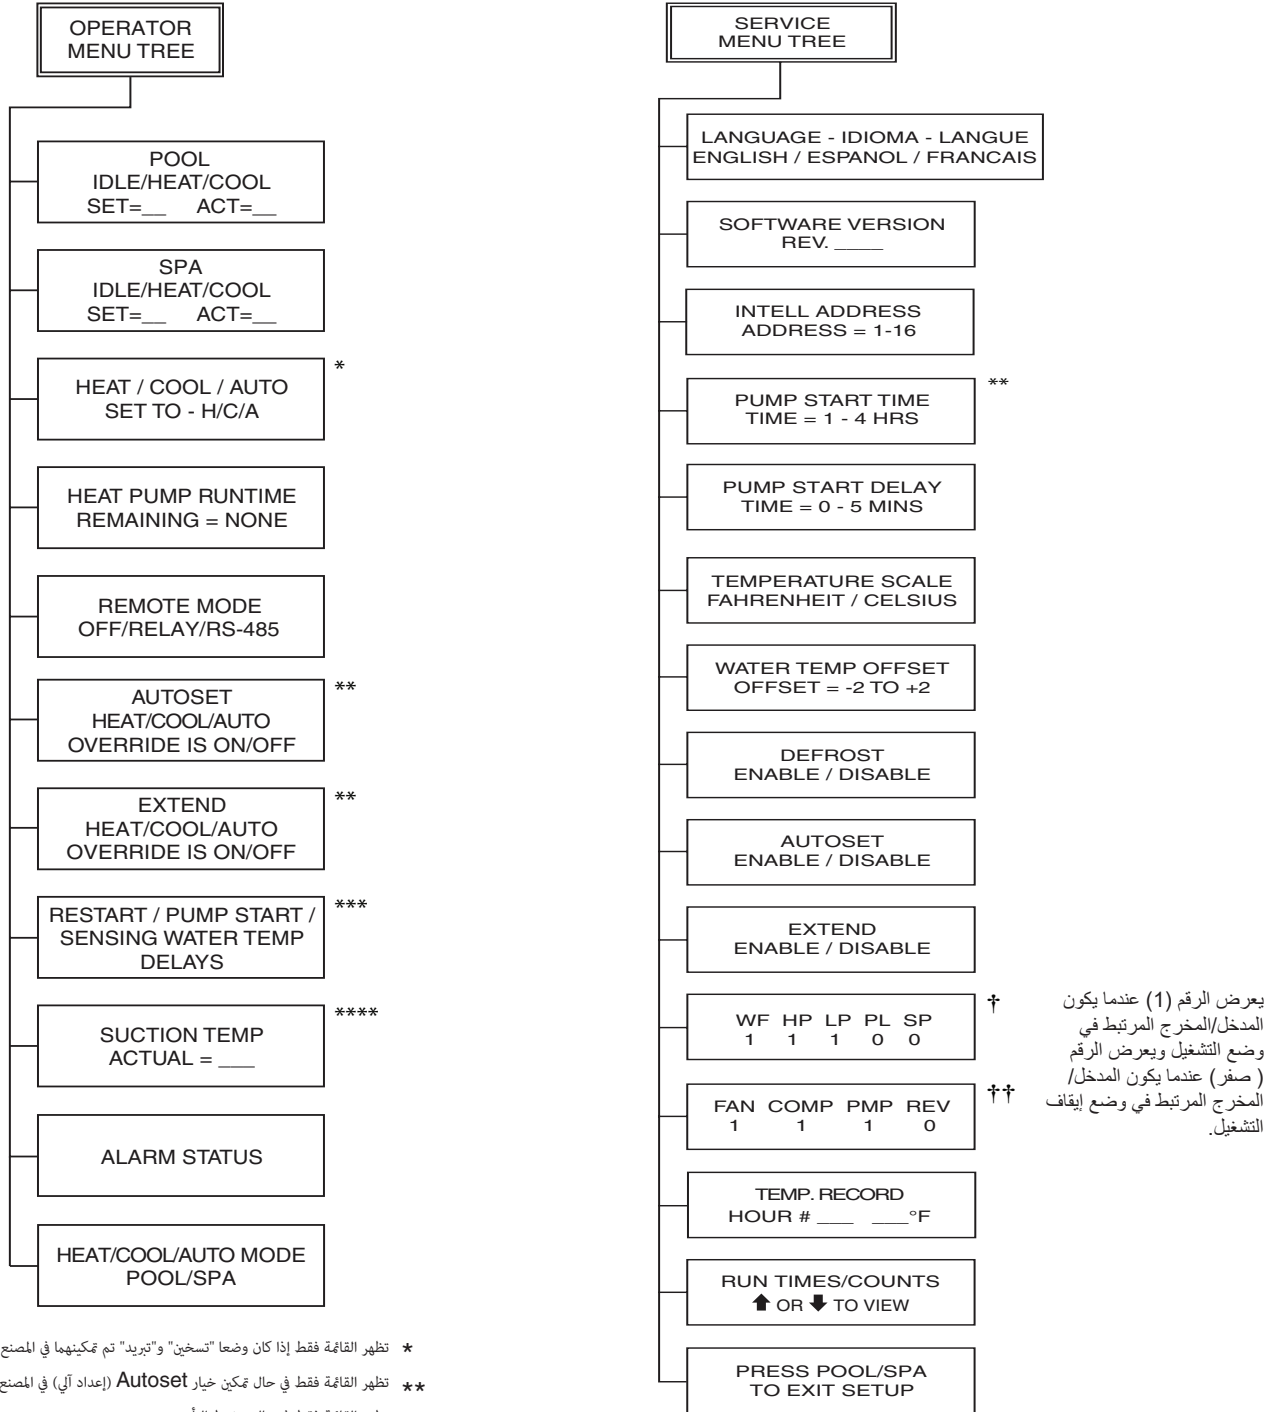 OPERATOR
MENU TREE
POOL
IDLE/HEAT/COOL
SET=__ ACT=__
SPA
IDLE/HEAT/COOL
SET=__ ACT=__
*
HEAT / COOL / AUTO
SET TO - H/C/A
HEAT PUMP RUNTIME
REMAINING = NONE
REMOTE MODE
OFF/RELAY/RS-485
**
AUTOSET
HEAT/COOL/AUTO
OVERRIDE IS ON/OFF
**
EXTEND
HEAT/COOL/AUTO
OVERRIDE IS ON/OFF
***
RESTART / PUMP START /
SENSING WATER TEMP
DELAYS
****
SUCTION TEMP
ACTUAL = ___
ALARM STATUS
HEAT/COOL/AUTO MODE
POOL/SPA
* تظهر القائمة فقط إذا كان وضعا "تسخين" و"تبريد" تم تمكينهما في المصنع
** تظهر القائمة فقط في حال تمكين خيار Autoset (إعداد آلي) في المصنع
SERVICE
MENU TREE
LANGUAGE - IDIOMA - LANGUE
ENGLISH / ESPANOL / FRANCAIS
SOFTWARE VERSION
REV. ____
INTELL ADDRESS
ADDRESS = 1-16
**
PUMP START TIME
TIME = 1 - 4 HRS
PUMP START DELAY
TIME = 0 - 5 MINS
TEMPERATURE SCALE
FAHRENHEIT / CELSIUS
WATER TEMP OFFSET
OFFSET = -2 TO +2
DEFROST
ENABLE / DISABLE
AUTOSET
ENABLE / DISABLE
EXTEND
ENABLE / DISABLE
†
WF HP LP PL SP
1 1 1 0 0
††
FAN COMP PMP REV
1 1 1 0
يعرض الرقم (1) عندما يكون
المدخل/المخرج المرتبط في
وضع التشغيل ويعرض الرقم
( صفر) عندما يكون المدخل/
المخرج المرتبط في وضع إيقاف
التشغيل.
TEMP. RECORD
HOUR # ___ ___°F
RUN TIMES/COUNTS
🡅 OR 🡇 TO VIEW
PRESS POOL/SPA
TO EXIT SETUP